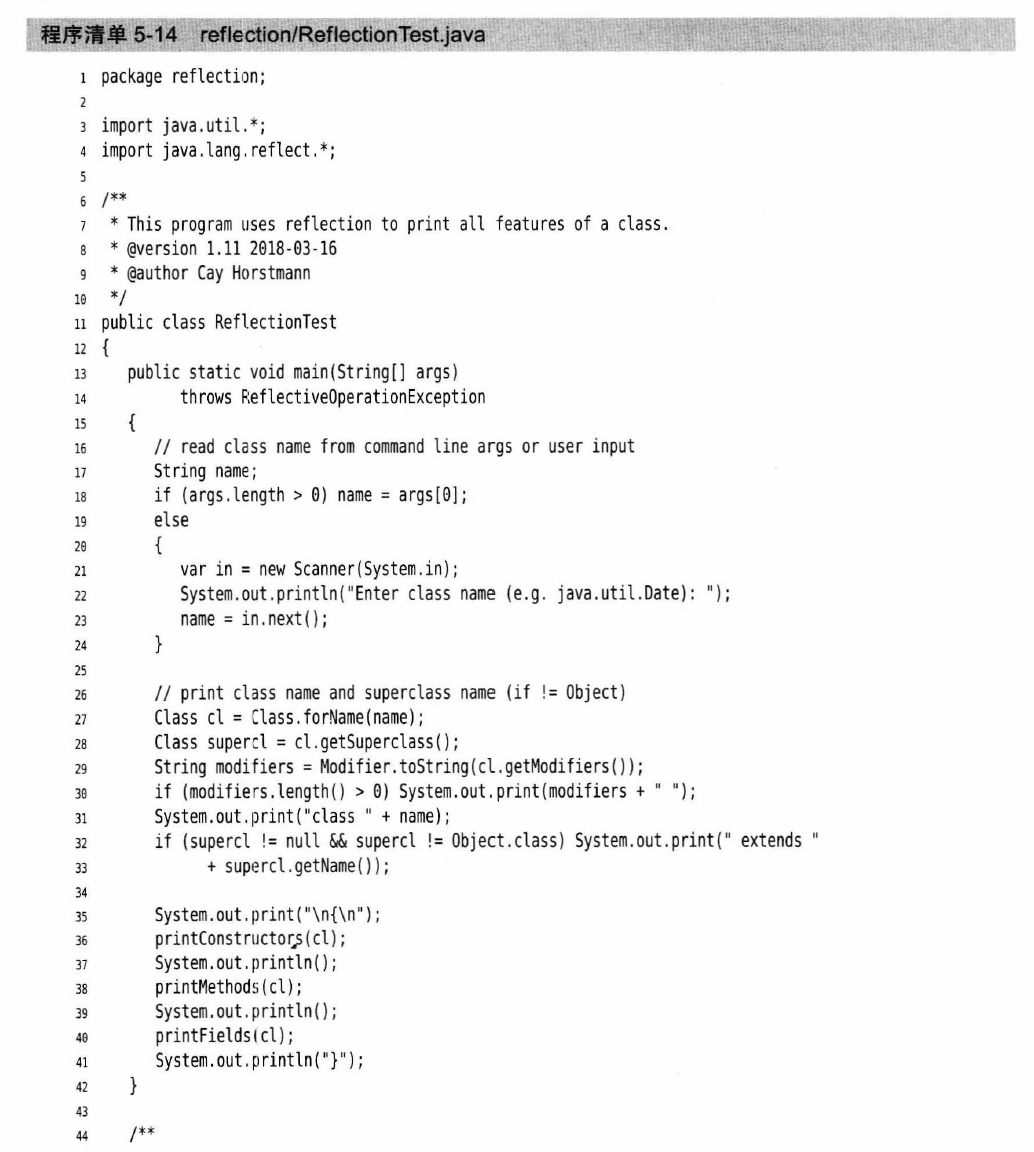 程序清单 5-14 reflection/ReflectionTest.java
1 package reflection;
2
3 import java.util.*;
4 import java.lang.reflect.*;
5
6 /**
7  * This program uses reflection to print all features of a class.
8  * @version 1.11 2018-03-16
9  * @author Cay Horstmann
10  */
11 public class ReflectionTest
12 {
13    public static void main(String[] args)
14          throws ReflectiveOperationException
15    {
16       // read class name from command line args or user input
17       String name;
18       if (args.length > 0) name = args[0];
19       else
20       {
21          var in = new Scanner(System.in);
22          System.out.println("Enter class name (e.g. java.util.Date): ");
23          name = in.next();
24       }
25
26       // print class name and superclass name (if != Object)
27       Class cl = Class.forName(name);
28       Class supercl = cl.getSuperclass();
29       String modifiers = Modifier.toString(cl.getModifiers());
30       if (modifiers.length() > 0) System.out.print(modifiers + " ");
31       System.out.print("class " + name);
32       if (supercl != null && supercl != Object.class) System.out.print(" extends "
33             + supercl.getName());
34
35       System.out.print("\n{\n");
36       printConstructors(cl);
37       System.out.println();
38       printMethods(cl);
39       System.out.println();
40       printFields(cl);
41       System.out.println("}");
42    }
43
44    /**